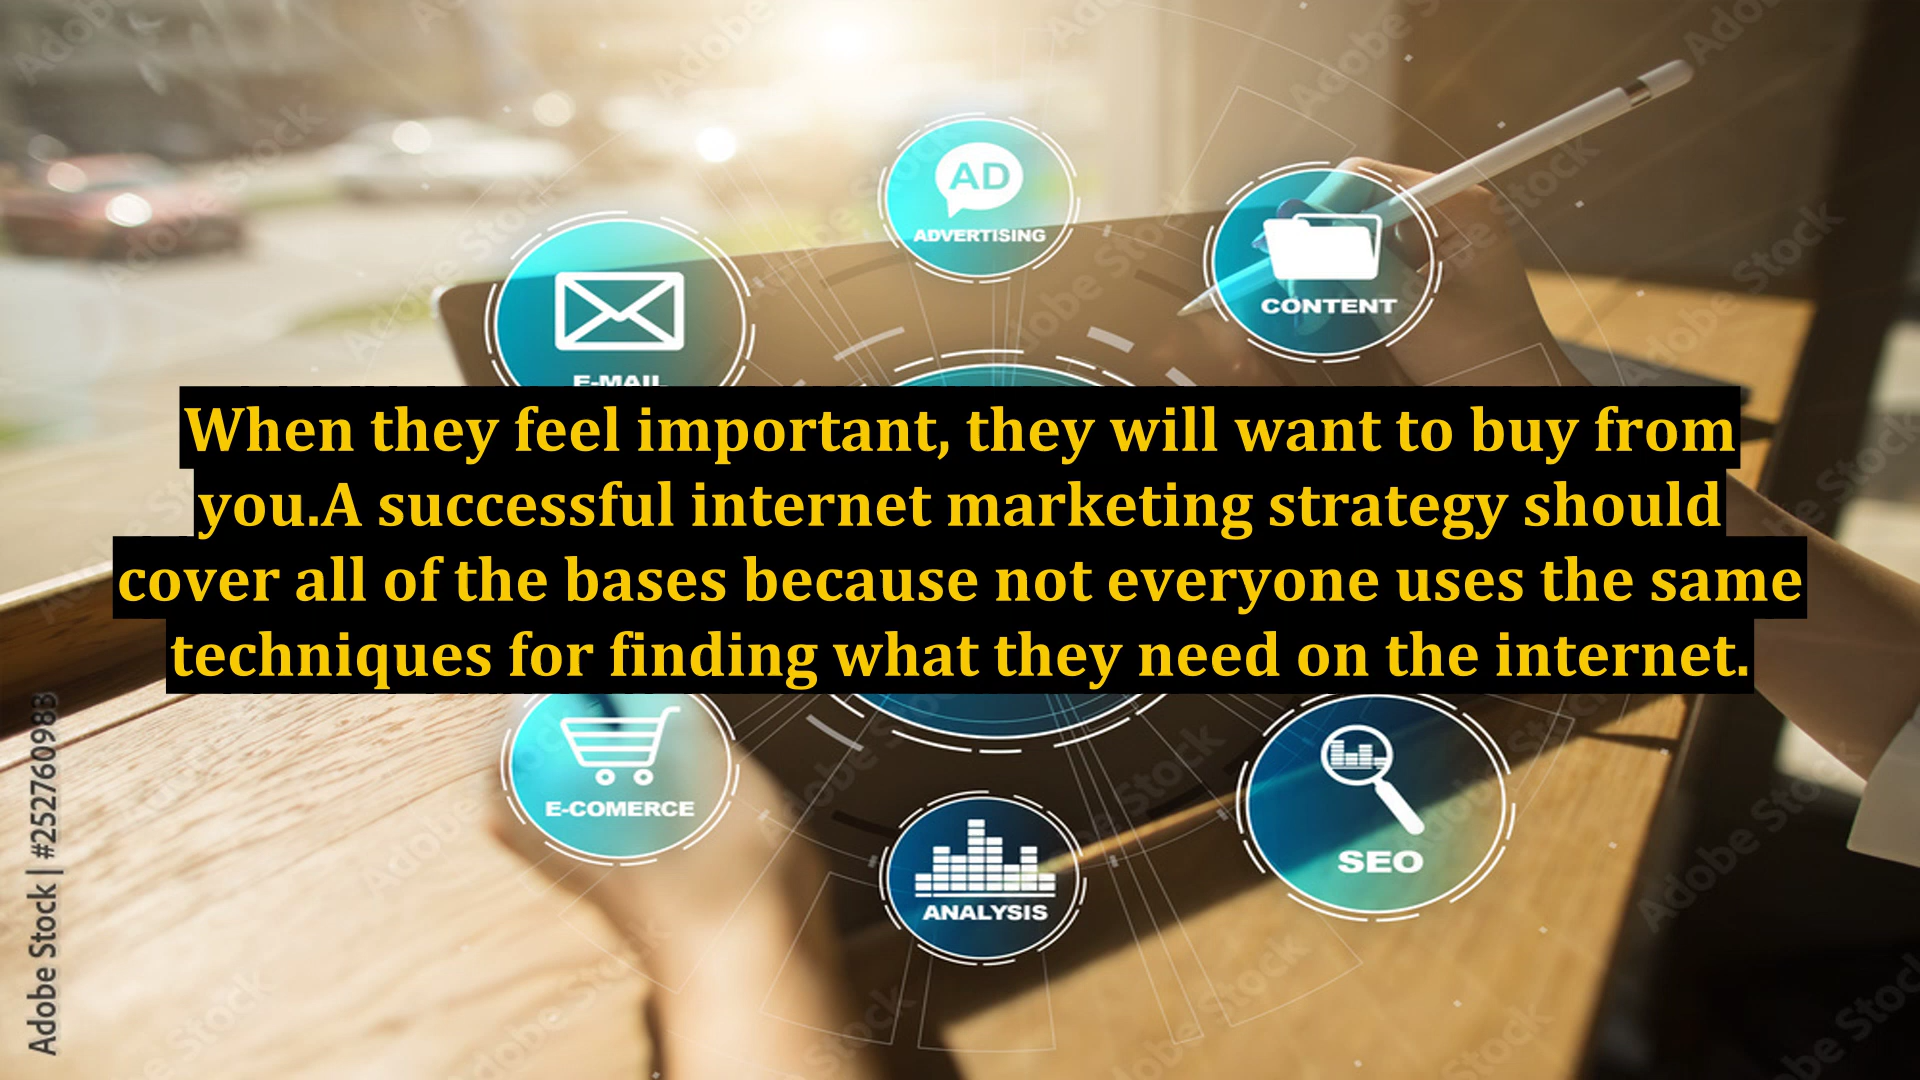 AD
ADVERTISING
CONTENT
E-MAIL
When they feel important, they will want to buy from
you.A successful internet marketing strategy should
cover all of the bases because not everyone uses the same
techniques for finding what they need on the internet.
E-COMERCE
SEO
ANALYSIS
Adobe Stock | #252760983
Adobe Stock